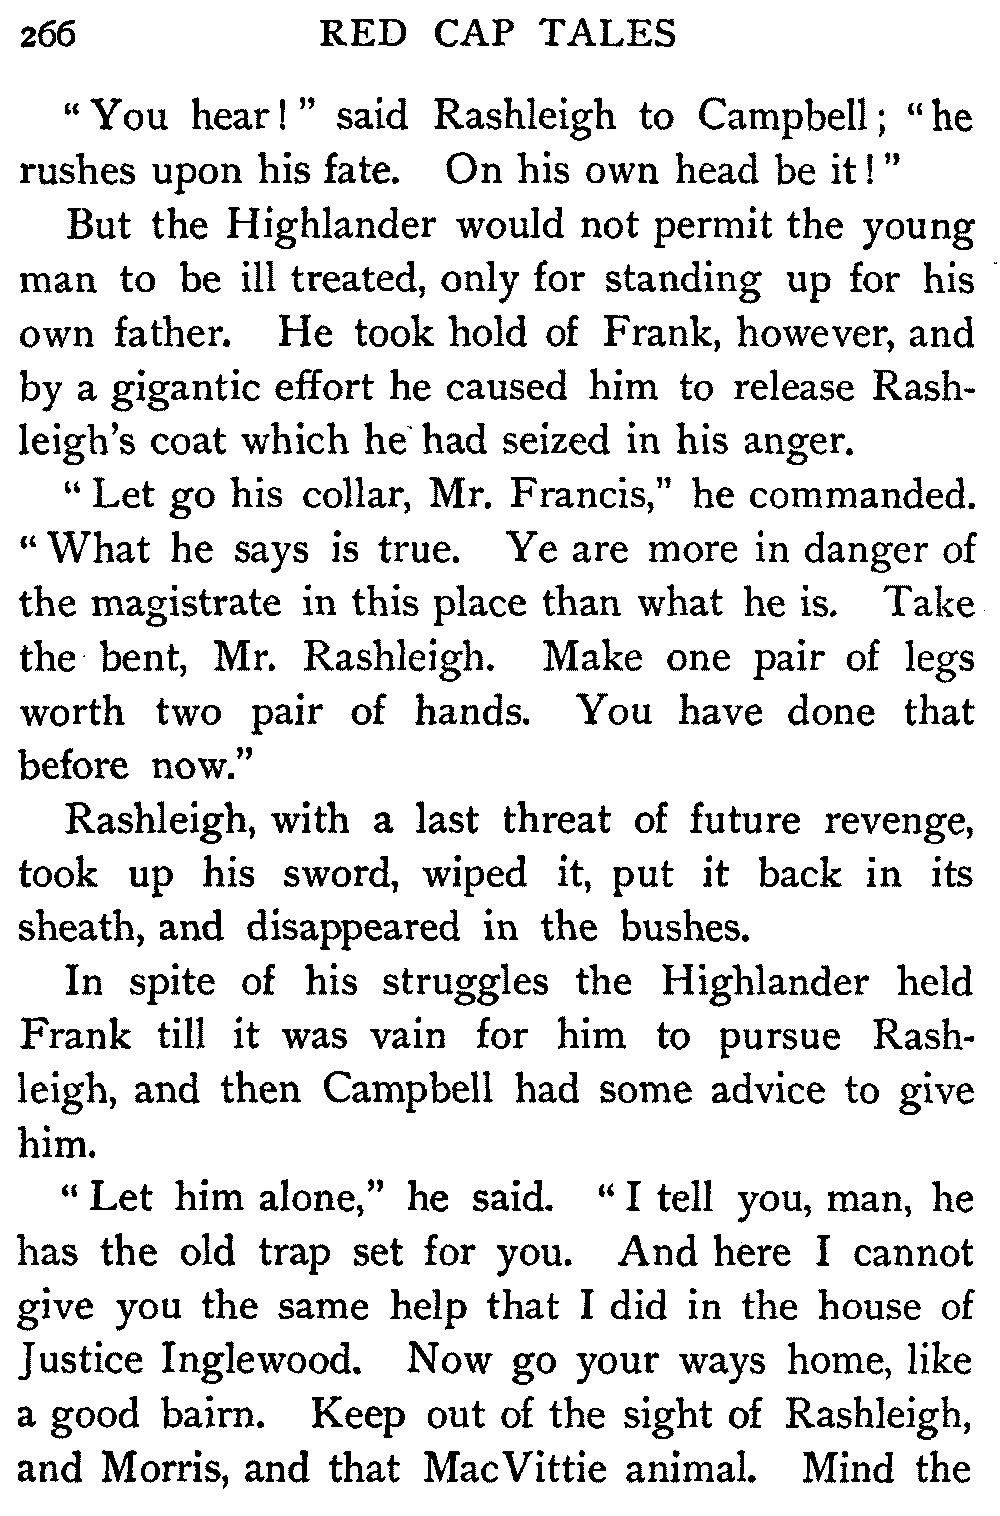 266 RED CAP TALES
“ You hear! ” said Rashleigh to Campbell; “ he
rushes upon his fate. On his own head be it! ”
But the Highlander would not permit the young
man to be ill treated, only for standing up for his
own father. He took hold of Frank, however, and
by a gigantic effort he caused him to release Rash-
leigh’s coat which he had seized in his anger.
“ Let go his collar, Mr. Francis,” he commanded.
“ What he says is true. Ye are more in danger of
the magistrate in this place than what he is. Take
the bent, Mr. Rashleigh. Make one pair of legs
worth two pair of hands. You have done that
before now.”
Rashleigh, with a last threat of future revenge,
took up his sword, wiped it, put it back in its
sheath, and disappeared in the bushes.
In spite of his struggles the Highlander held
Frank till it was vain for him to pursue Rash-
leigh, and then Campbell had some advice to give
him.
“ Let him alone,” he said. “ I tell you, man, he
has the old trap set for you. And here I cannot
give you the same help that I did in the house of
Justice Inglewood. Now go your ways home, like
a good bairn. Keep out of the sight of Rashleigh,
and Morris, and that MacVittie animal. Mind the